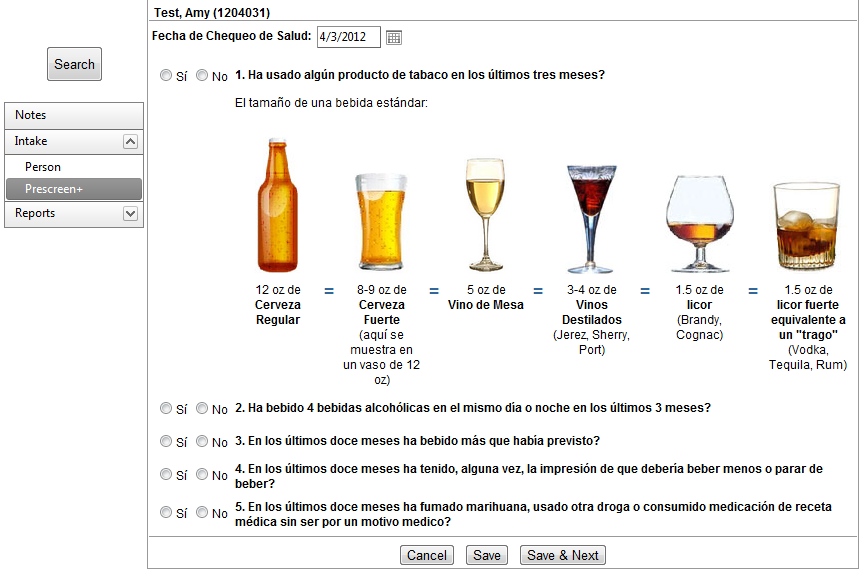 Test, Amy (1204031)
Fecha de Chequeo de Salud: 4/3/2012
Search
Notes
Intake
Person
Prescreen+
Reports
Sí No 1. Ha usado algún producto de tabaco en los últimos tres meses?
El tamaño de una bebida estándar:
12 oz de
Cerveza
Regular
=
8-9 oz de
Cerveza
Fuerte
(aquí se
muestra en
un vaso de 12
oz)
=
5 oz de
Vino de Mesa
=
3-4 oz de
Vinos
Destilados
(Jerez, Sherry,
Port)
=
1.5 oz de
licor
(Brandy,
Cognac)
=
1.5 oz de
licor fuerte
equivalente a
un "trago"
(Vodka,
Tequila, Rum)
Sí No 2. Ha bebido 4 bebidas alcohólicas en el mismo día o noche en los últimos 3 meses?
Sí No 3. En los últimos doce meses ha bebido más que había previsto?
Sí No 4. En los últimos doce meses ha tenido, alguna vez, la impresión de que debería beber menos o parar de
beber?
Sí No 5. En los últimos doce meses ha fumado marihuana, usado otra droga o consumido medicación de receta
médica sin ser por un motivo medico?
Cancel Save Save & Next